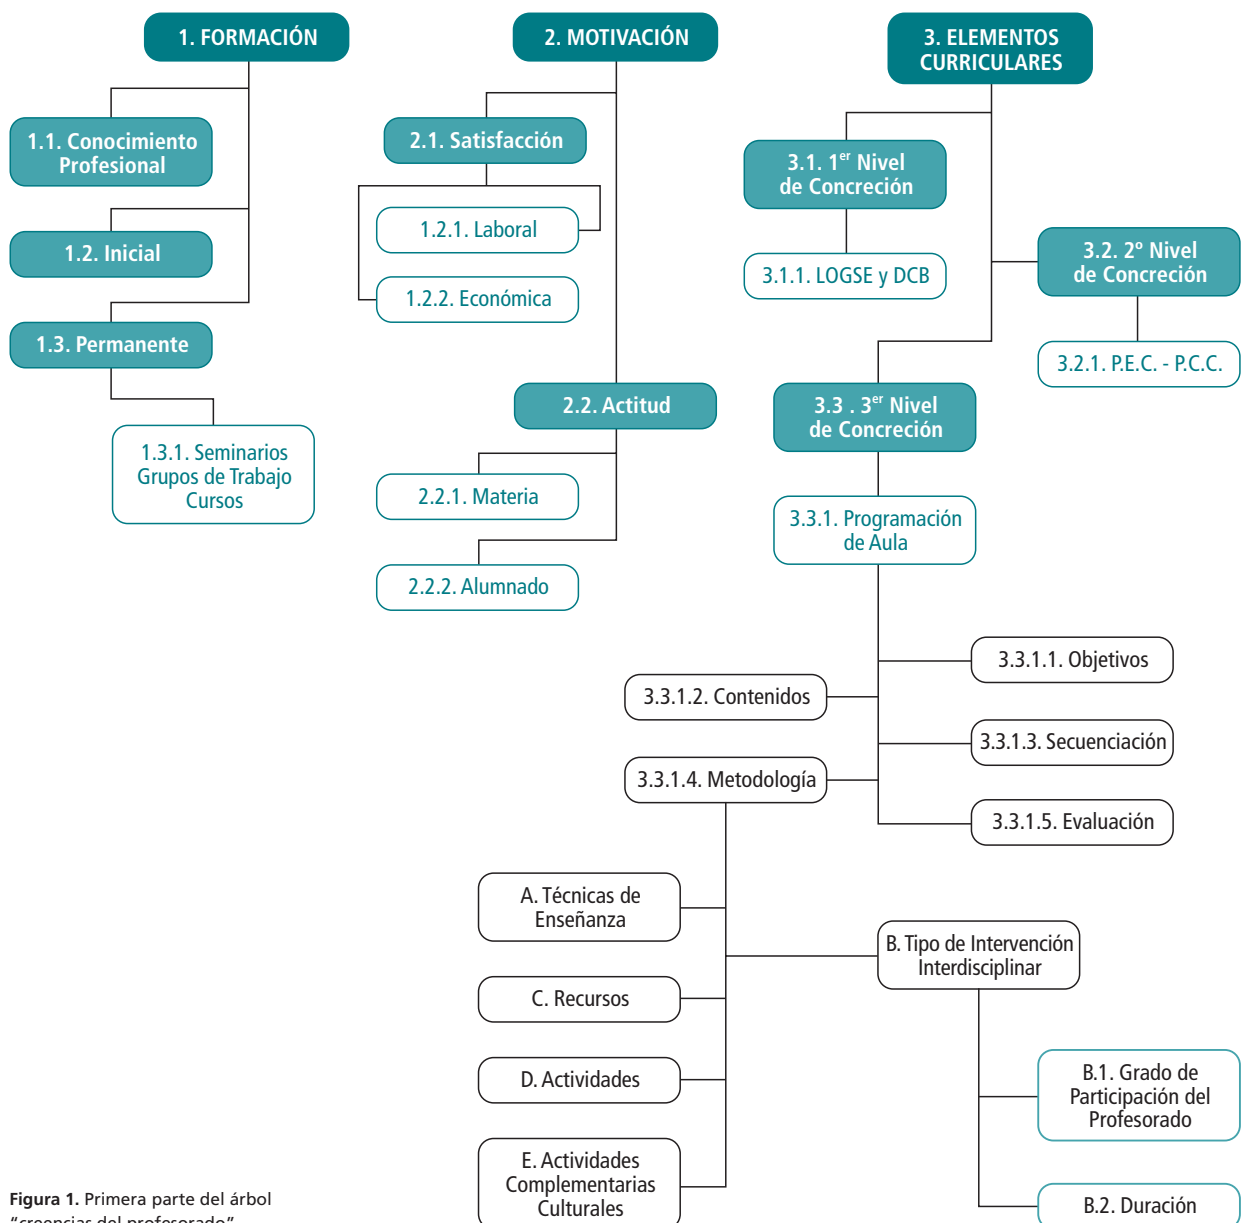 1. FORMACIÓN
1.1. Conocimiento
Profesional
1.2. Inicial
1.3. Permanente
1.3.1. Seminarios
Grupos de Trabajo
Cursos
2. MOTIVACIÓN
2.1. Satisfacción
1.2.1. Laboral
1.2.2. Económica
2.2. Actitud
2.2.1. Materia
2.2.2. Alumnado
3. ELEMENTOS
CURRICULARES
3.1. 1er Nivel
de Concreción
3.1.1. LOGSE y DCB
3.2. 2º Nivel
de Concreción
3.2.1. P.E.C. - P.C.C.
3.3 . 3er Nivel
de Concreción
3.3.1. Programación
de Aula
3.3.1.1. Objetivos
3.3.1.2. Contenidos
3.3.1.3. Secuenciación
3.3.1.4. Metodología
3.3.1.5. Evaluación
A. Técnicas de
Enseñanza
B. Tipo de Intervención
Interdisciplinar
C. Recursos
D. Actividades
B.1. Grado de
Participación del
Profesorado
E. Actividades
Complementarias
Culturales
B.2. Duración
Figura 1. Primera parte del árbol
"creencias del profesorado"